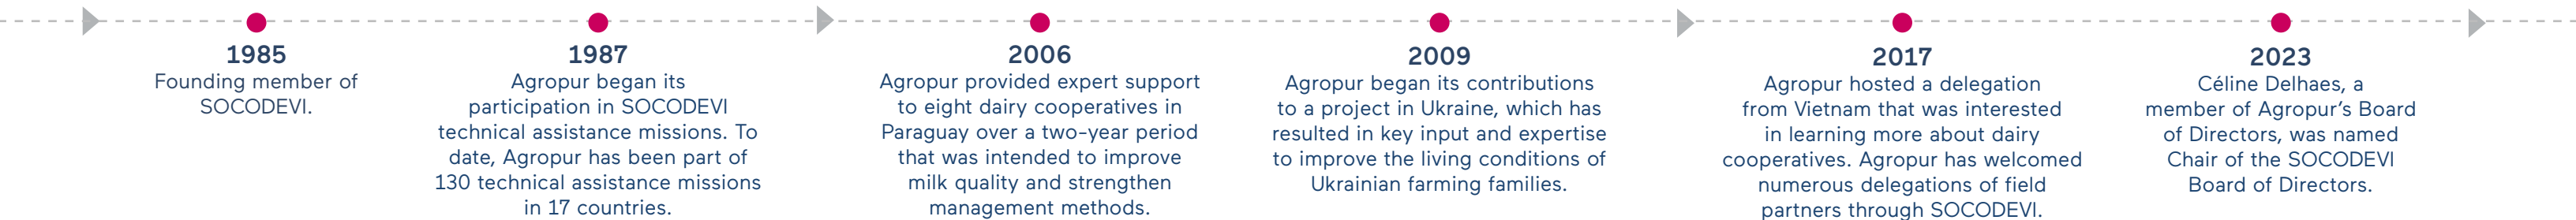 1985
Founding member of
SOCODEVI.
1987
Agropur began its
participation in SOCODEVI
technical assistance missions. To
date, Agropur has been part of
130 technical assistance missions
in 17 countries.
2006
Agropur provided expert support
to eight dairy cooperatives in
Paraguay over a two-year period
that was intended to improve
milk quality and strengthen
management methods.
2009
Agropur began its contributions
to a project in Ukraine, which has
resulted in key input and expertise
to improve the living conditions of
Ukrainian farming families.
2017
Agropur hosted a delegation
from Vietnam that was interested
in learning more about dairy
cooperatives. Agropur has welcomed
numerous delegations of field
partners through SOCODEVI.
2023
Céline Delhaes, a
member of Agropur’s Board
of Directors, was named
Chair of the SOCODEVI
Board of Directors.